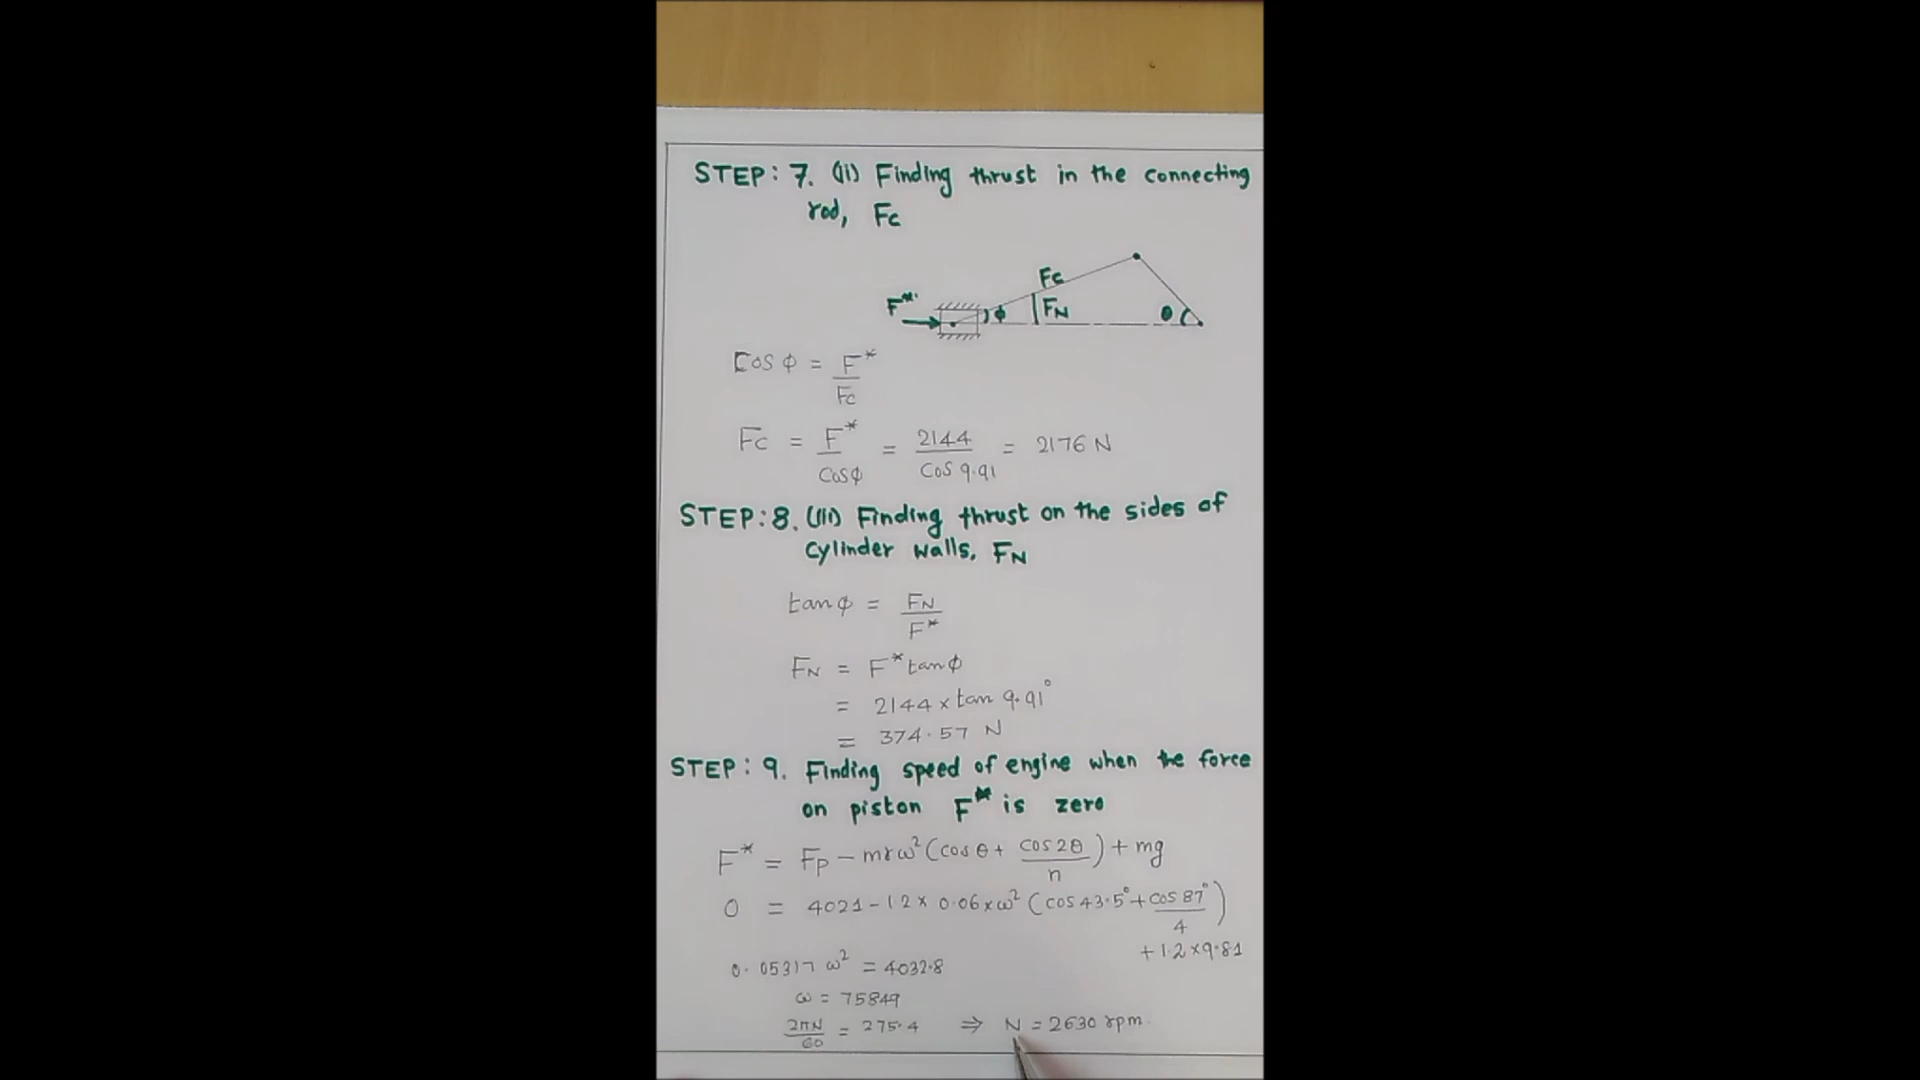 STEP: 7. (ii) Finding thrust in the connecting
rod, Fc
Fc
F*
ϕ
FN
θ
Cos ϕ = F* / Fc
Fc = F* / Cosϕ = 2144 / Cos 9.91 = 2176 N
STEP: 8. (iii) Finding thrust on the sides of
cylinder walls, FN
tan ϕ = FN / F*
FN = F* tanϕ
= 2144 × tan 9.91°
= 374.57 N
STEP: 9. Finding speed of engine when the force
on piston F* is zero
F* = Fp − mrω² (cos θ + cos 2θ / n) + mg
0 = 4021 − 1.2 × 0.06 × ω² (cos 43.5° + cos 87° / 4)
+ 1.2 × 9.81
0.05317 ω² = 4032.8
ω = 75849
2πN / 60 = 275.4 ⇒ N = 2630 rpm.